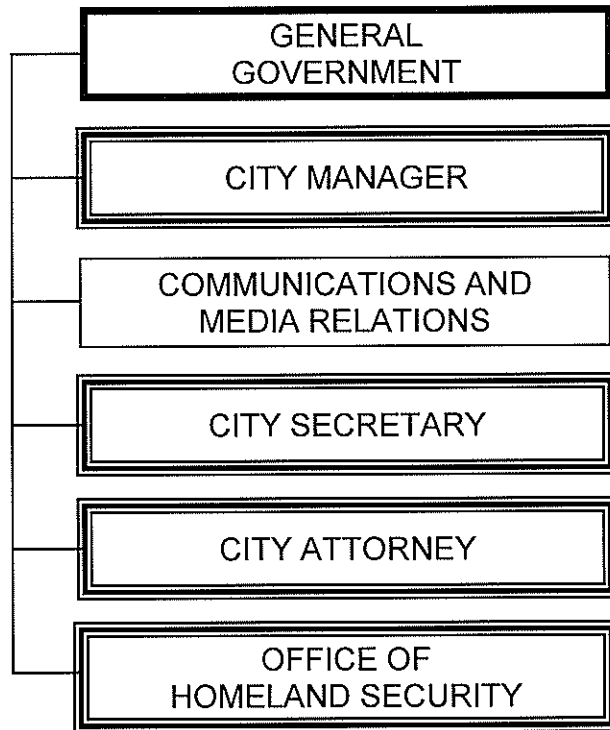 GENERAL
GOVERNMENT
CITY MANAGER
COMMUNICATIONS AND
MEDIA RELATIONS
CITY SECRETARY
CITY ATTORNEY
OFFICE OF
HOMELAND SECURITY